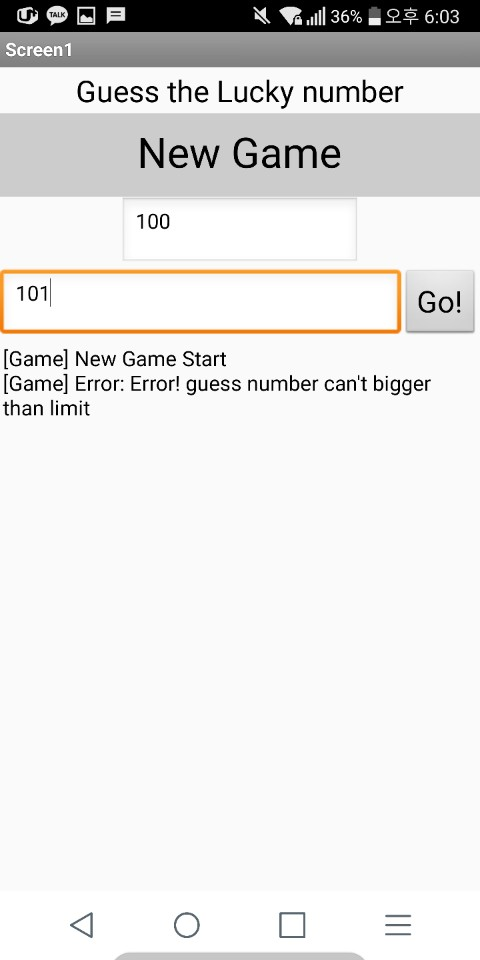 U+ TALK 36% 오후 6:03
Screen1
Guess the Lucky number
New Game
100
101
Go!
[Game] New Game Start
[Game] Error: Error! guess number can't bigger
than limit